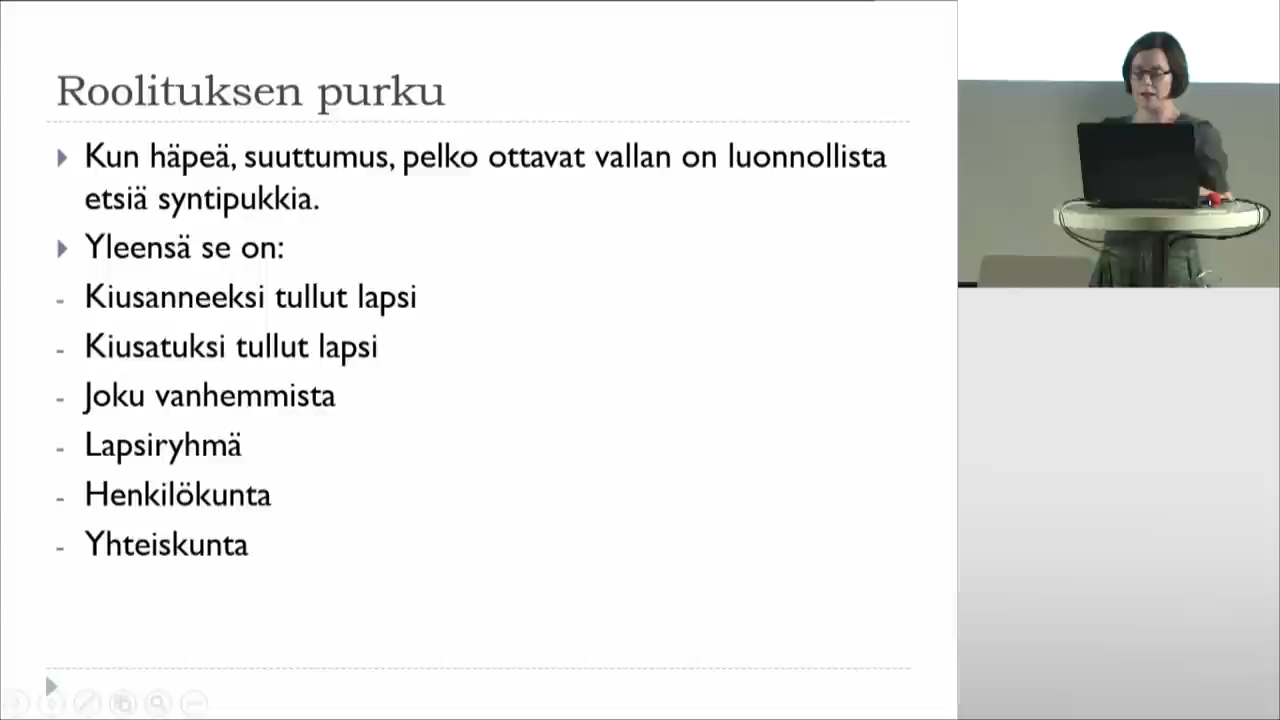 Roolituksen purku
Kun häpeä, suuttumus, pelko ottavat vallan on luonnollista
etsiä syntipukkia.
Yleensä se on:
- Kiusanneeksi tullut lapsi
- Kiusatuksi tullut lapsi
- Joku vanhemmista
- Lapsiryhmä
- Henkilökunta
- Yhteiskunta